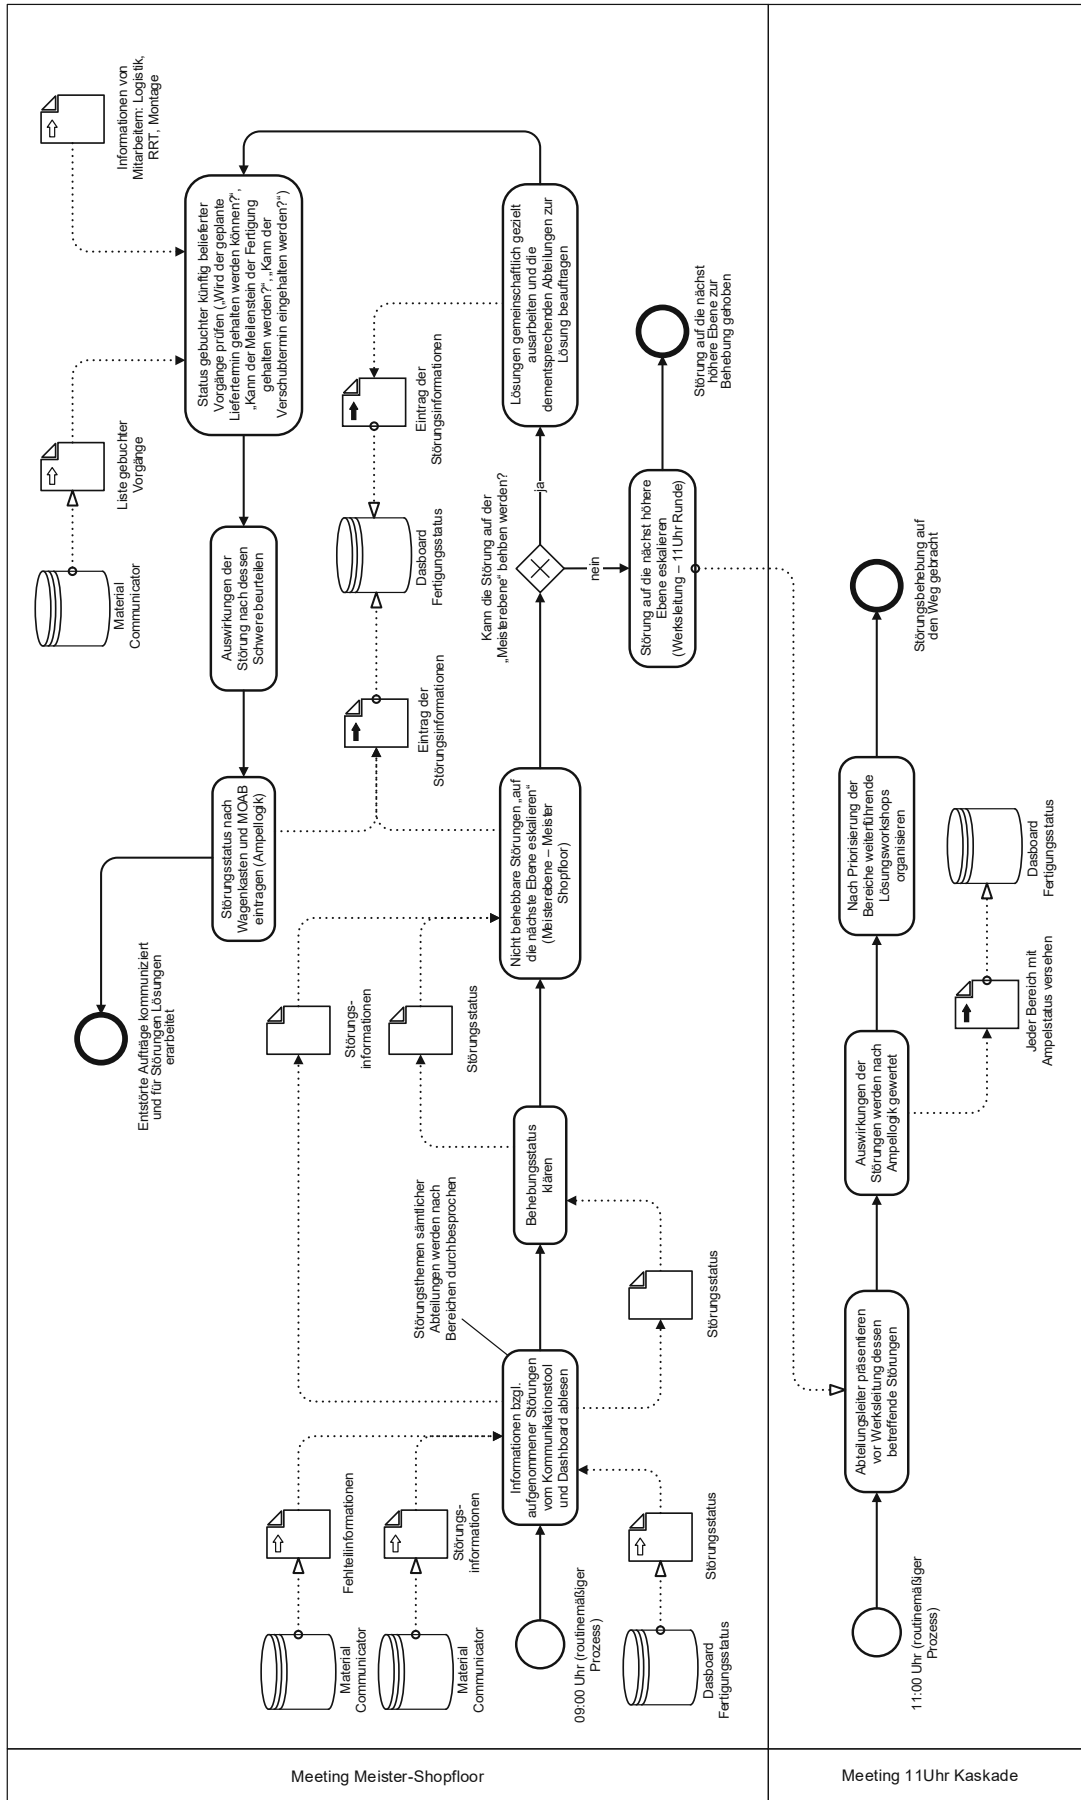 Meeting Meister-Shopfloor
Material
Communicator
Fehlteilinformationen
Material
Communicator
Störungs-
informationen
09:00 Uhr (routinemäßiger
Prozess)
Dasboard
Fertigungsstatus
Störungsstatus
Informationen bzgl.
aufgenommener Störungen
vom Kommunikationstool
und Dashboard ablesen
Störungsthemen sämtlicher
Abteilungen werden nach
Bereichen durchbesprochen
Störungsstatus
Behebungsstatus
klären
Störungs-
informationen
Störungsstatus
Nicht behebbare Störungen „auf
die nächste Ebene eskalieren“
(Meisterebene – Meister
Shopfloor)
Eintrag der
Störungsinformationen
Dasboard
Fertigungsstatus
Eintrag der
Störungsinformationen
Kann die Störung auf der
„Meisterebene“ behben werden?
ja
nein
Lösungen gemeinschaftlich gezielt
ausarbeiten und die
dementsprechenden Abteilungen zur
Lösung beauftragen
Störung auf die nächst höhere
Ebene eskalieren
(Werksleitung – 11Uhr Runde)
Störung auf die nächst
höhere Ebene zur
Behebung gehoben
Informationen von
Mitarbeitern: Logistik,
RRT, Montage
Liste gebuchter
Vorgänge
Material
Communicator
Status gebuchter künftig belieferter
Vorgänge prüfen („Wird der geplante
Liefertermin gehalten werden können?“,
„Kann der Meilenstein der Fertigung
gehalten werden?“, „Kann der
Verschubtermin eingehalten werden?“)
Auswirkungen der
Störung nach dessen
Schwere beurteilen
Störungsstatus nach
Wagenkasten und MOAB
eintragen (Ampellogik)
Entstörte Aufträge kommuniziert
und für Störungen Lösungen
erarbeitet
Meeting 11Uhr Kaskade
11:00 Uhr (routinemäßiger
Prozess)
Abteilungsleiter präsentieren
vor Werksleitung dessen
betreffende Störungen
Auswirkungen der
Störungen werden nach
Ampellogik gewertet
Jeder Bereich mit
Ampelstatus versehen
Dasboard
Fertigungsstatus
Nach Priorisierung der
Bereiche weiterführende
Lösungsworkshops
organisieren
Störungsbehebung auf
den Weg gebracht